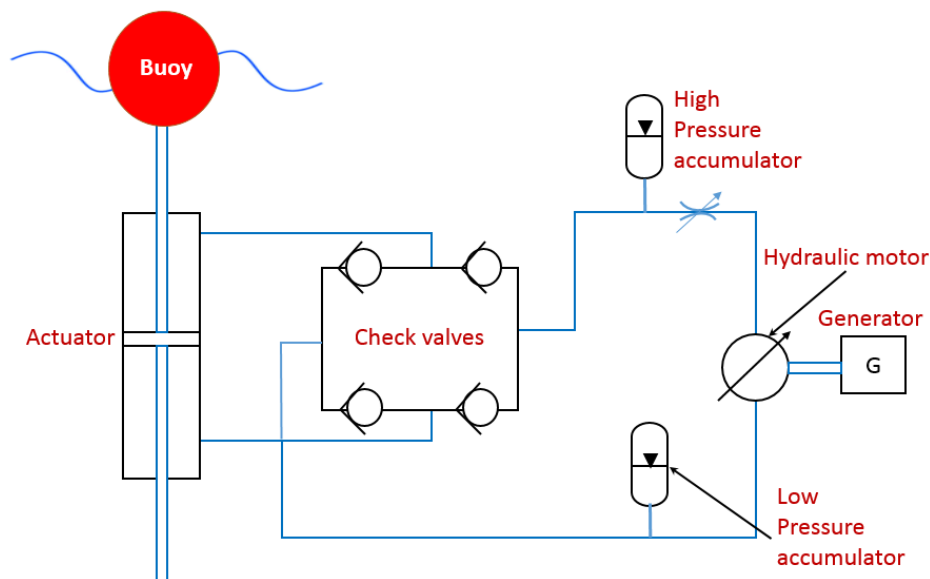 Buoy
High
Pressure
accumulator
Hydraulic motor
Generator
Actuator
Check valves
G
Low
Pressure
accumulator